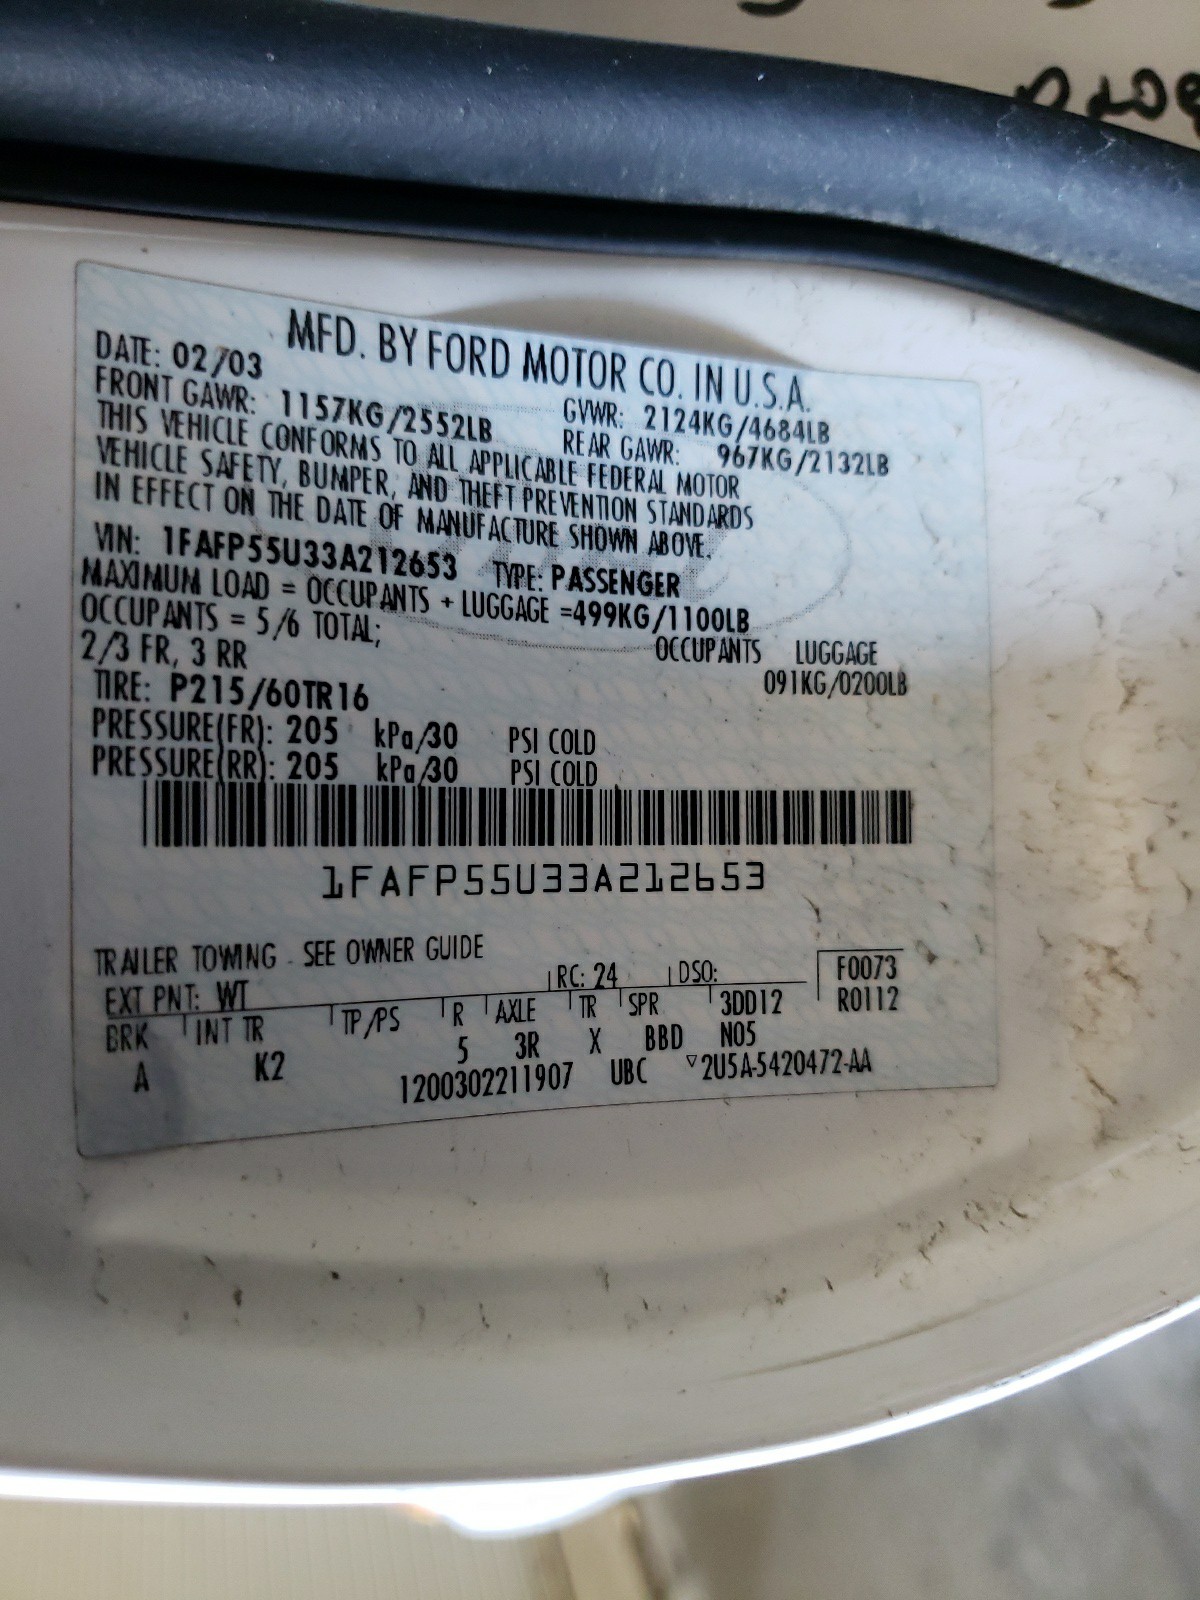 MFD. BY FORD MOTOR CO. IN U.S.A.
DATE: 02/03
GVWR: 2124KG/4684LB
FRONT GAWR: 1157KG/2552LB
REAR GAWR: 967KG/2132LB
THIS VEHICLE CONFORMS TO ALL APPLICABLE FEDERAL MOTOR
VEHICLE SAFETY, BUMPER, AND THEFT PREVENTION STANDARDS
IN EFFECT ON THE DATE OF MANUFACTURE SHOWN ABOVE.
VIN: 1FAFP55U33A212653 TYPE: PASSENGER
MAXIMUM LOAD = OCCUPANTS + LUGGAGE =499KG/1100LB
OCCUPANTS = 5/6 TOTAL; OCCUPANTS LUGGAGE
2/3 FR, 3 RR 091KG/0200LB
TIRE: P215/60TR16
PRESSURE(FR): 205 kPa/30 PSI COLD
PRESSURE(RR): 205 kPa/30 PSI COLD
1FAFP55U33A212653
TRAILER TOWING - SEE OWNER GUIDE
EXT PNT: WT RC: 24 DSO: F0073
BRK INT TR TP/PS R AXLE TR SPR 3DD12 R0112
A K2 5 3R X BBD N05
1200302211907 UBC ▽2U5A-5420472-AA